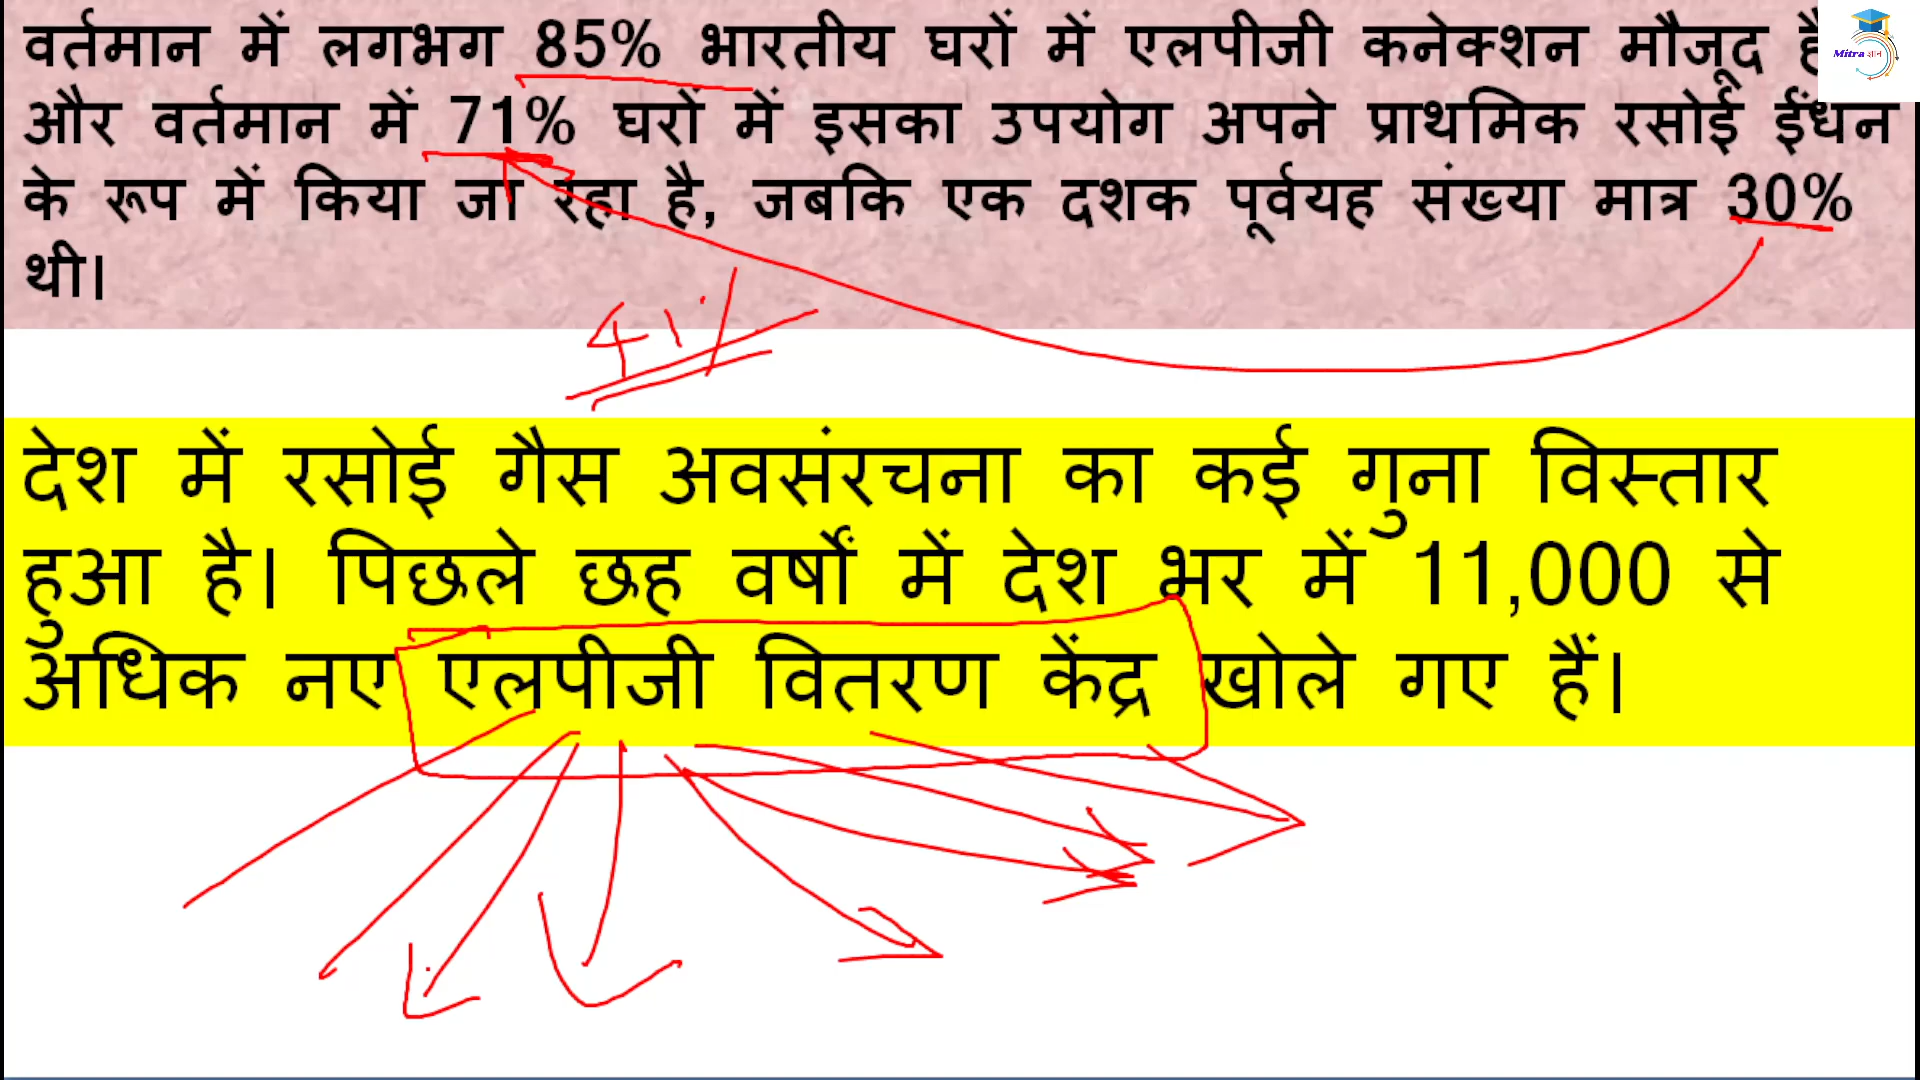 वर्तमान में लगभग 85% भारतीय घरों में एलपीजी कनेक्शन मौजूद है
और वर्तमान में 71% घरों में इसका उपयोग अपने प्राथमिक रसोई ईंधन
के रूप में किया जा रहा है, जबकि एक दशक पूर्वयह संख्या मात्र 30%
थी।
41%
देश में रसोई गैस अवसंरचना का कई गुना विस्तार
हुआ है। पिछले छह वर्षों में देश भर में 11,000 से
अधिक नए एलपीजी वितरण केंद्र खोले गए हैं।
Mitra ज्ञान